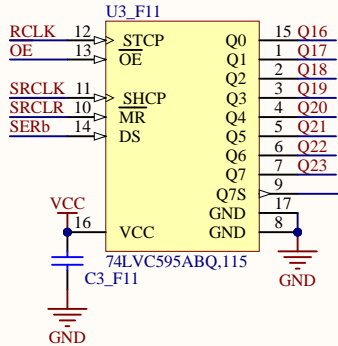 U3_F11
RCLK 12 STCP Q0 15 Q16
OE 13 OE Q1 1 Q17
Q2 2 Q18
SRCLK 11 SHCP Q3 3 Q19
SRCLR 10 MR Q4 4 Q20
SERb 14 DS Q5 5 Q21
Q6 6 Q22
Q7 7 Q23
Q7S 9
GND 17
VCC 16 VCC GND 8
74LVC595ABQ,115
C3_F11
GND
GND